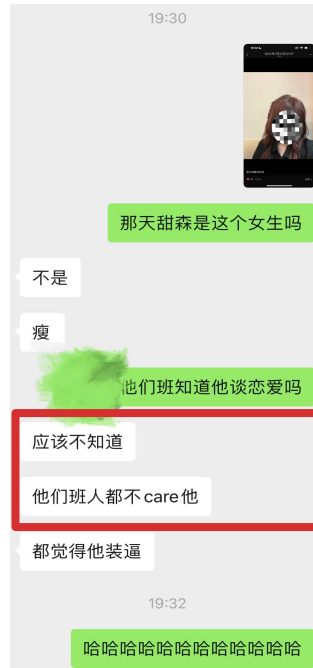 19:30
那天甜森是这个女生吗
不是
瘦
他们班知道他谈恋爱吗
应该不知道
他们班人都不care他
都觉得他装逼
19:32
哈哈哈哈哈哈哈哈哈哈哈哈